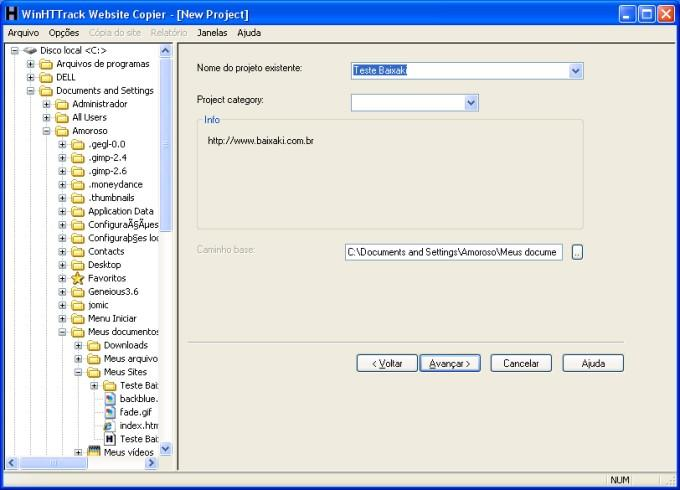 WinHTTrack Website Copier - [New Project]
Arquivo Opções Cópia do site Relatório Janelas Ajuda
Disco local <C:>
Arquivos de programas
DELL
Documents and Settings
Administrador
All Users
Amoroso
.gegl-0.0
.gimp-2.4
.gimp-2.6
.moneydance
.thumbnails
Application Data
ConfiguraÃ§Ãµes
Configuraþ§es loc
Contacts
Desktop
Favoritos
Geneious3.6
jomic
Menu Iniciar
Meus documentos
Downloads
Meus arquivo
Meus Sites
Teste Bai
backblue.
fade.gif
index.htm
Teste Bai
Meus vídeos
Nome do projeto existente:
Teste Baixaki
Project category:
Info
http://www.baixaki.com.br
Caminho base:
C:\Documents and Settings\Amoroso\Meus docume
..
< Voltar
Avançar >
Cancelar
Ajuda
NUM